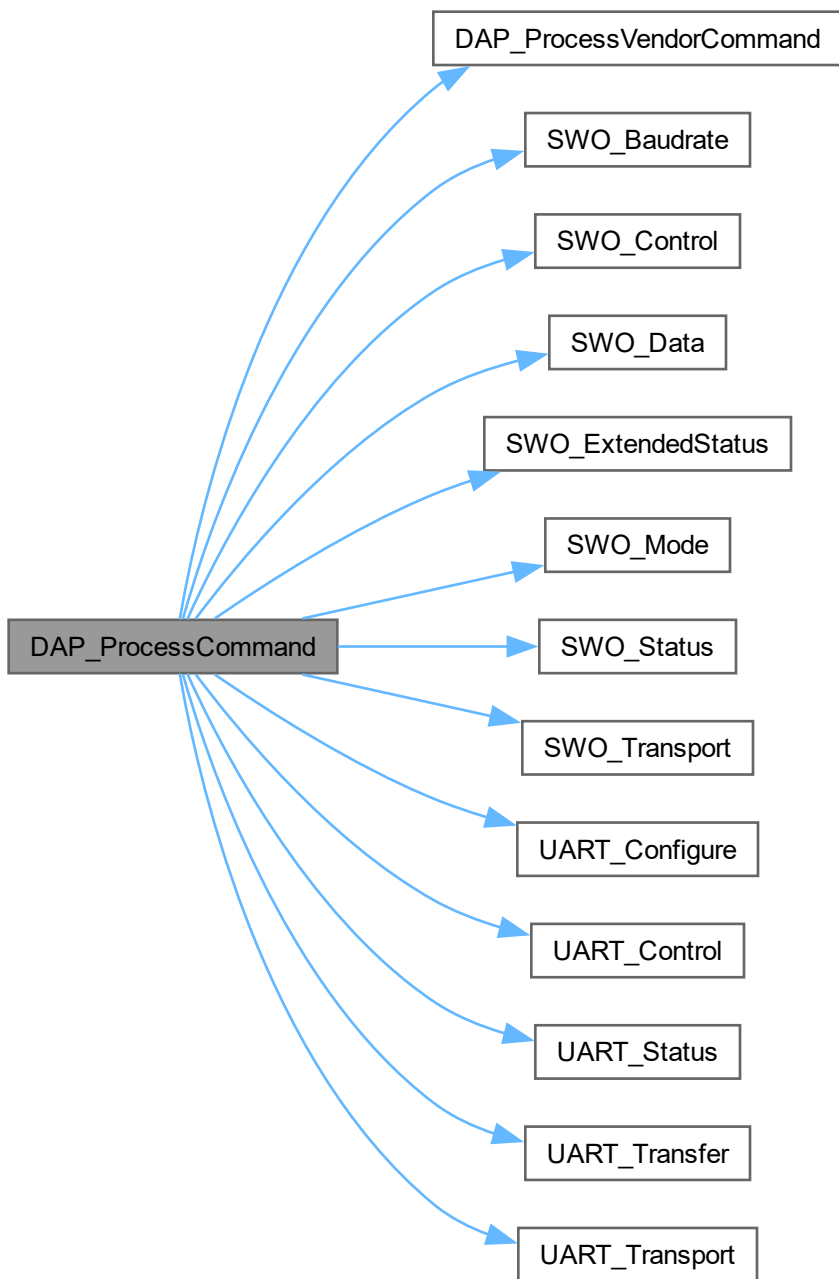 DAP_ProcessVendorCommand
SWO_Baudrate
SWO_Control
SWO_Data
SWO_ExtendedStatus
SWO_Mode
DAP_ProcessCommand
SWO_Status
SWO_Transport
UART_Configure
UART_Control
UART_Status
UART_Transfer
UART_Transport